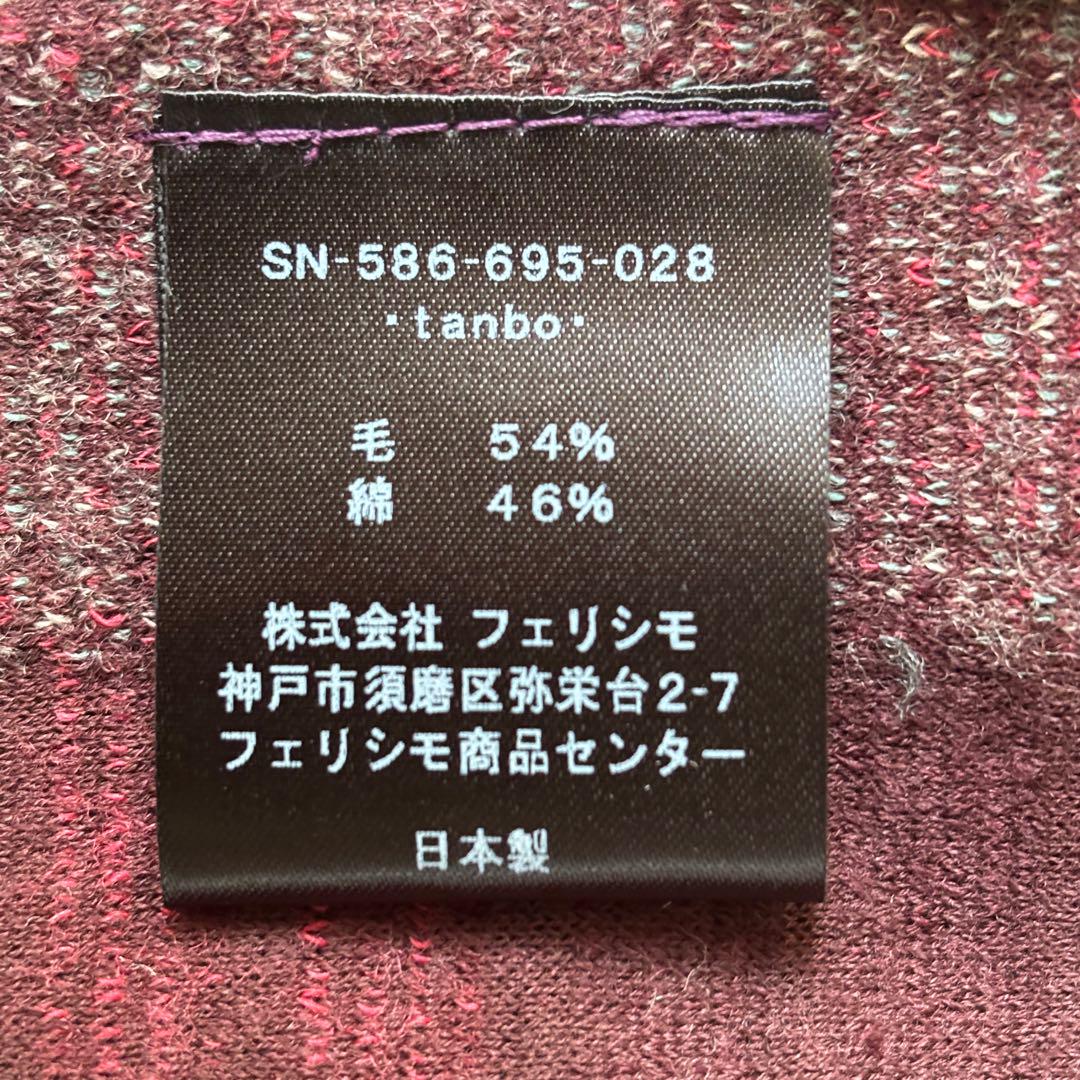 SN-586-695-028
・tanbo・
毛 54%
綿 46%
株式会社 フェリシモ
神戸市須磨区弥栄台2-7
フェリシモ商品センター
日本製